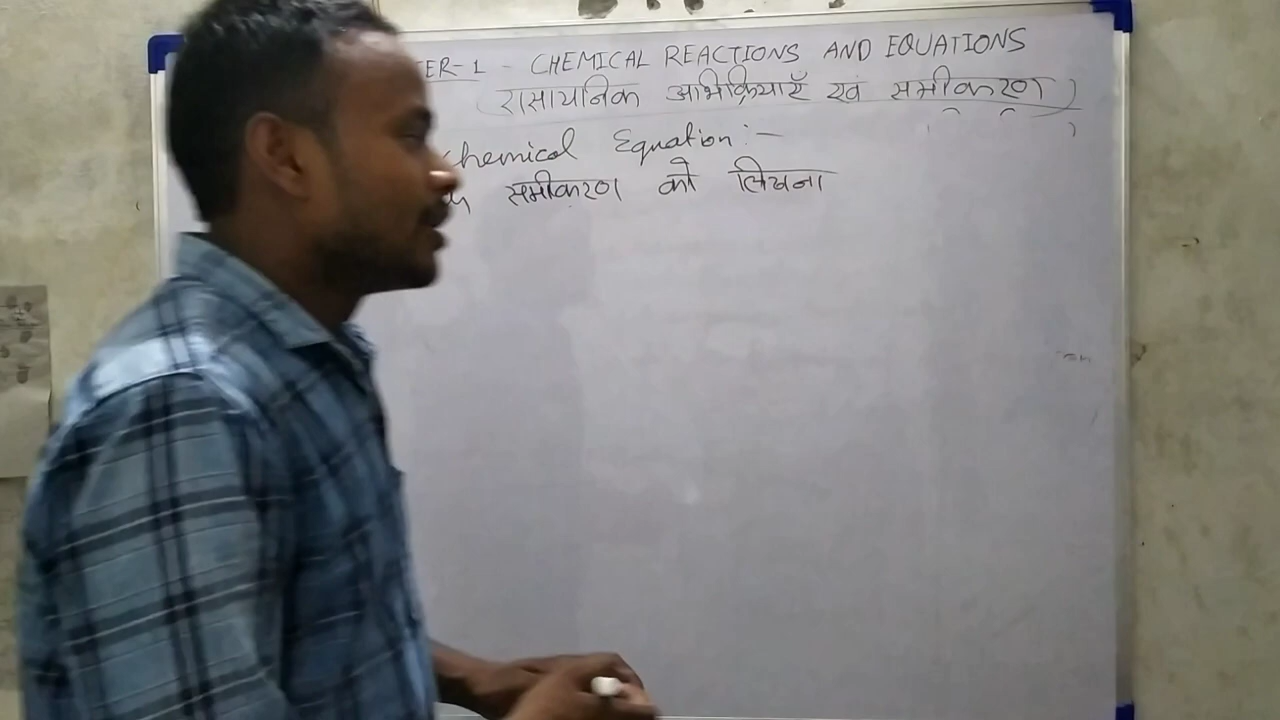 ER-1 - CHEMICAL REACTIONS AND EQUATIONS
(रासायनिक अभिक्रियाएँ एवं समीकरण)
hemical Equation:-
समीकरण को लिखना